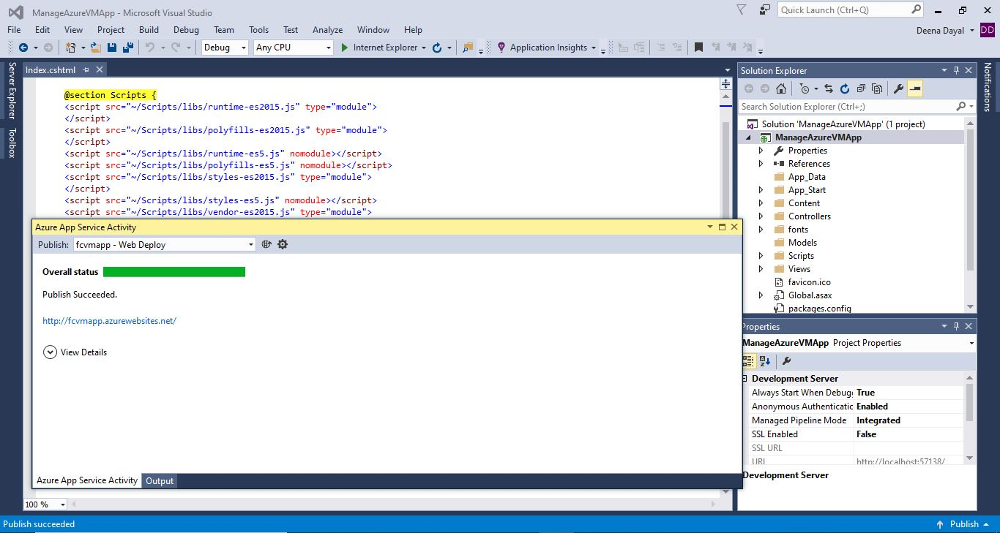 ManageAzureVMApp - Microsoft Visual Studio
Quick Launch (Ctrl+Q)
File Edit View Project Build Debug Team Tools Test Analyze Window Help
Deena Dayal DD
Debug Any CPU Internet Explorer Application Insights
Server Explorer
Toolbox
Index.cshtml
@section Scripts {
<script src="~/Scripts/libs/runtime-es2015.js" type="module">
</script>
<script src="~/Scripts/libs/polyfills-es2015.js" type="module">
</script>
<script src="~/Scripts/libs/runtime-es5.js" nomodule></script>
<script src="~/Scripts/libs/polyfills-es5.js" nomodule></script>
<script src="~/Scripts/libs/styles-es2015.js" type="module">
</script>
<script src="~/Scripts/libs/styles-es5.js" nomodule></script>
<script src="~/Scripts/libs/vendor-es2015.js" type="module">
Azure App Service Activity
Publish: fcvmapp - Web Deploy
Overall status
Publish Succeeded.
http://fcvmapp.azurewebsites.net/
View Details
Azure App Service Activity Output
100 %
Solution Explorer
Search Solution Explorer (Ctrl+;)
Solution 'ManageAzureVMApp' (1 project)
ManageAzureVMApp
Properties
References
App_Data
App_Start
Content
Controllers
fonts
Models
Scripts
Views
favicon.ico
Global.asax
packages.config
Properties
ManageAzureVMApp Project Properties
Development Server
Always Start When Debugg True
Anonymous Authenticatio Enabled
Managed Pipeline Mode Integrated
SSL Enabled False
SSL URL
URL http://localhost:57138/
Development Server
Notifications
Publish succeeded
Publish